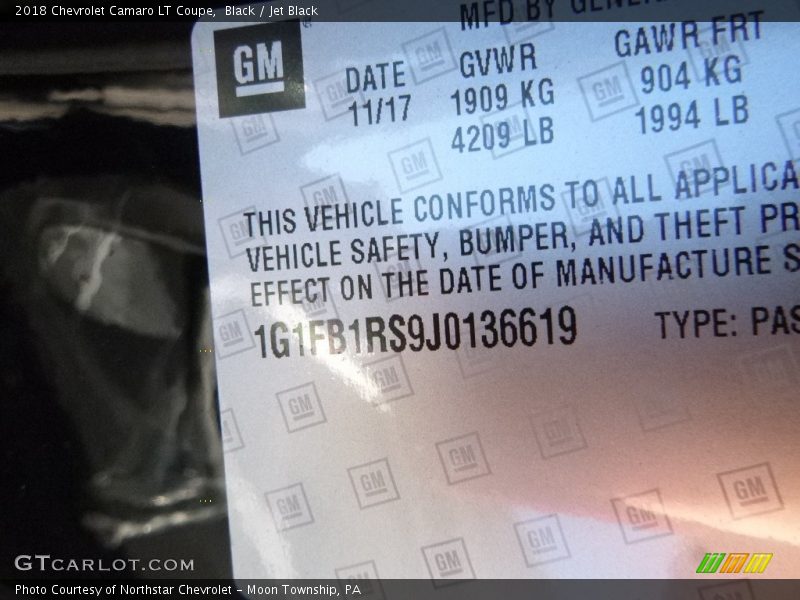 2018 Chevrolet Camaro LT Coupe, Black / Jet Black
MFD BY
GM
DATE
11/17
GVWR
1909 KG
4209 LB
GAWR FRT
904 KG
1994 LB
THIS VEHICLE CONFORMS TO ALL APPLICA
VEHICLE SAFETY, BUMPER, AND THEFT PR
EFFECT ON THE DATE OF MANUFACTURE S
1G1FB1RS9J0136619
TYPE: PAS
GTCARLOT.COM
Photo Courtesy of Northstar Chevrolet - Moon Township, PA